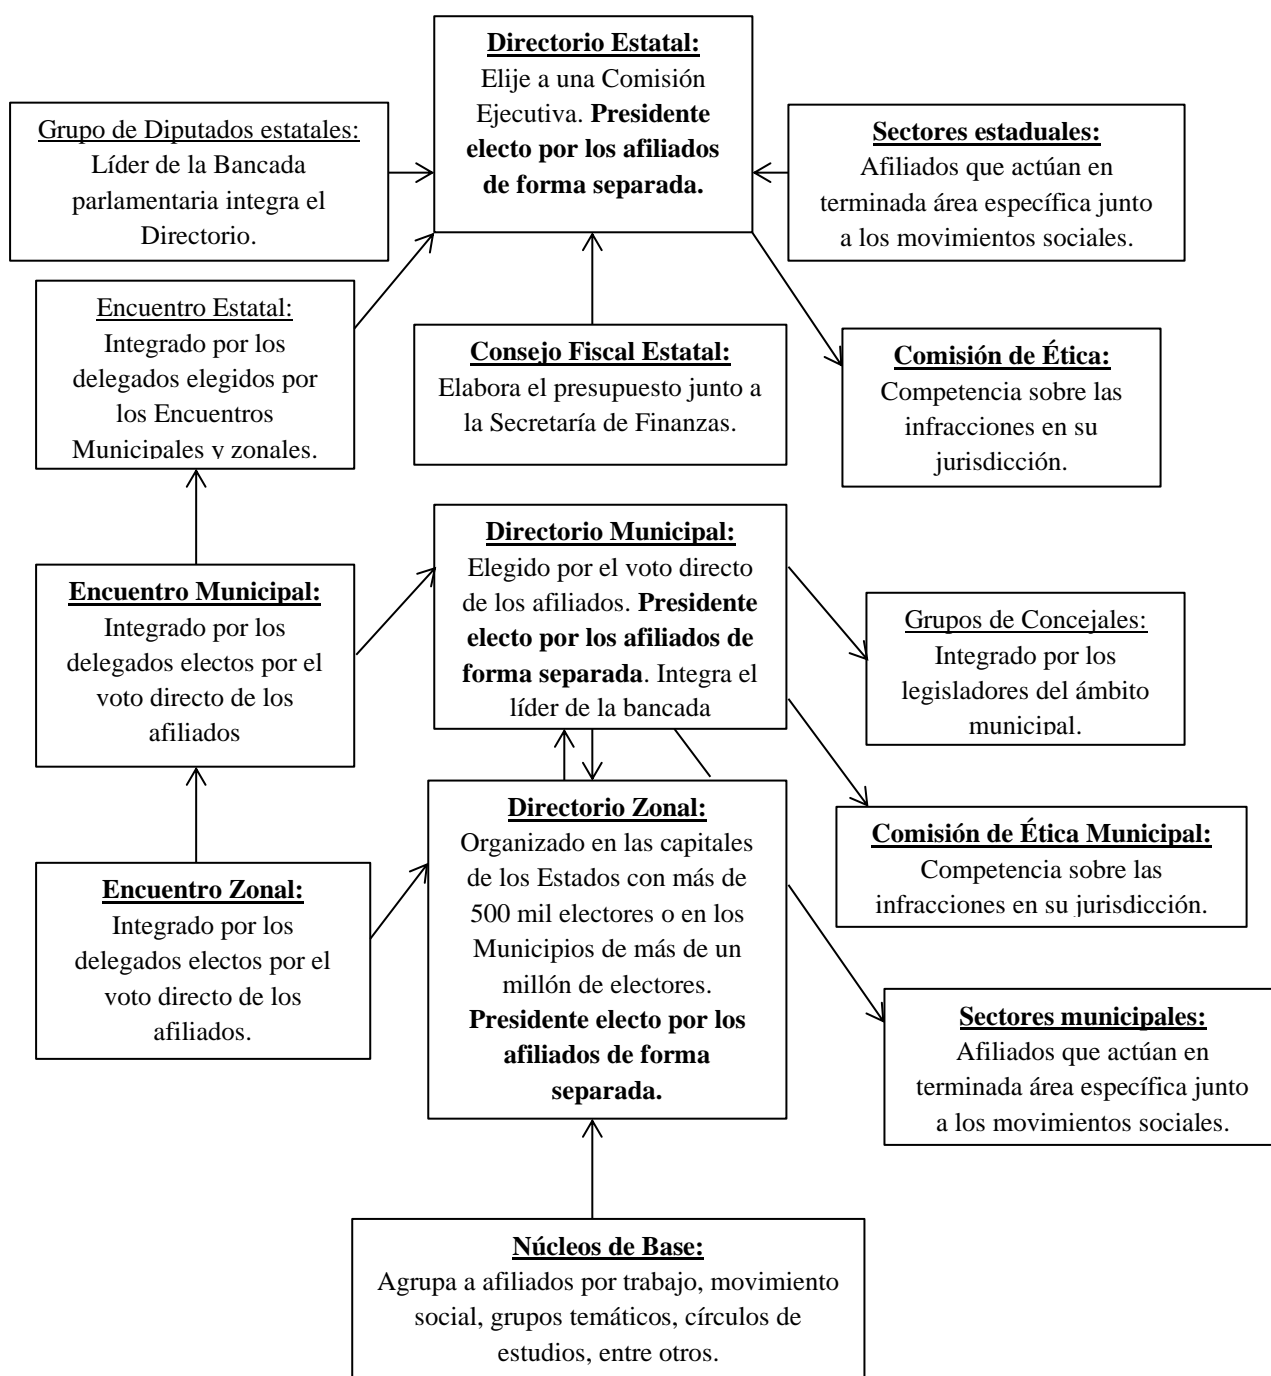 Directorio Estatal:
Elije a una Comisión
Ejecutiva. Presidente
electo por los afiliados
de forma separada.
Grupo de Diputados estatales:
Líder de la Bancada
parlamentaria integra el
Directorio.
Sectores estaduales:
Afiliados que actúan en
terminada área específica junto
a los movimientos sociales.
Encuentro Estatal:
Integrado por los
delegados elegidos por
los Encuentros
Municipales y zonales.
Consejo Fiscal Estatal:
Elabora el presupuesto junto a
la Secretaría de Finanzas.
Comisión de Ética:
Competencia sobre las
infracciones en su
jurisdicción.
Directorio Municipal:
Elegido por el voto directo
de los afiliados. Presidente
electo por los afiliados de
forma separada. Integra el
líder de la bancada
Encuentro Municipal:
Integrado por los
delegados electos por el
voto directo de los
afiliados
Grupos de Concejales:
Integrado por los
legisladores del ámbito
municipal.
Directorio Zonal:
Organizado en las capitales
de los Estados con más de
500 mil electores o en los
Municipios de más de un
millón de electores.
Presidente electo por los
afiliados de forma
separada.
Comisión de Ética Municipal:
Competencia sobre las
infracciones en su jurisdicción.
Encuentro Zonal:
Integrado por los
delegados electos por el
voto directo de los
afiliados.
Sectores municipales:
Afiliados que actúan en
terminada área específica junto
a los movimientos sociales.
Núcleos de Base:
Agrupa a afiliados por trabajo, movimiento
social, grupos temáticos, círculos de
estudios, entre otros.